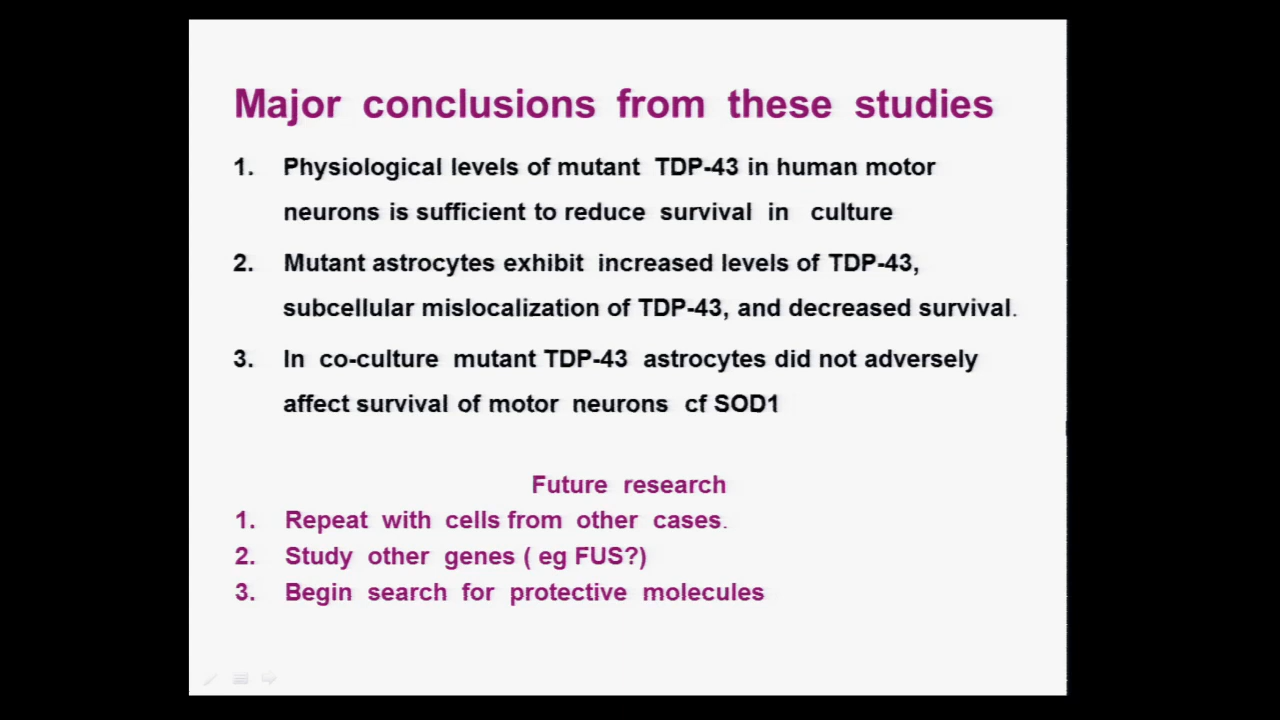 Major conclusions from these studies
1. Physiological levels of mutant TDP-43 in human motor
neurons is sufficient to reduce survival in culture
2. Mutant astrocytes exhibit increased levels of TDP-43,
subcellular mislocalization of TDP-43, and decreased survival.
3. In co-culture mutant TDP-43 astrocytes did not adversely
affect survival of motor neurons cf SOD1
Future research
1. Repeat with cells from other cases.
2. Study other genes ( eg FUS?)
3. Begin search for protective molecules